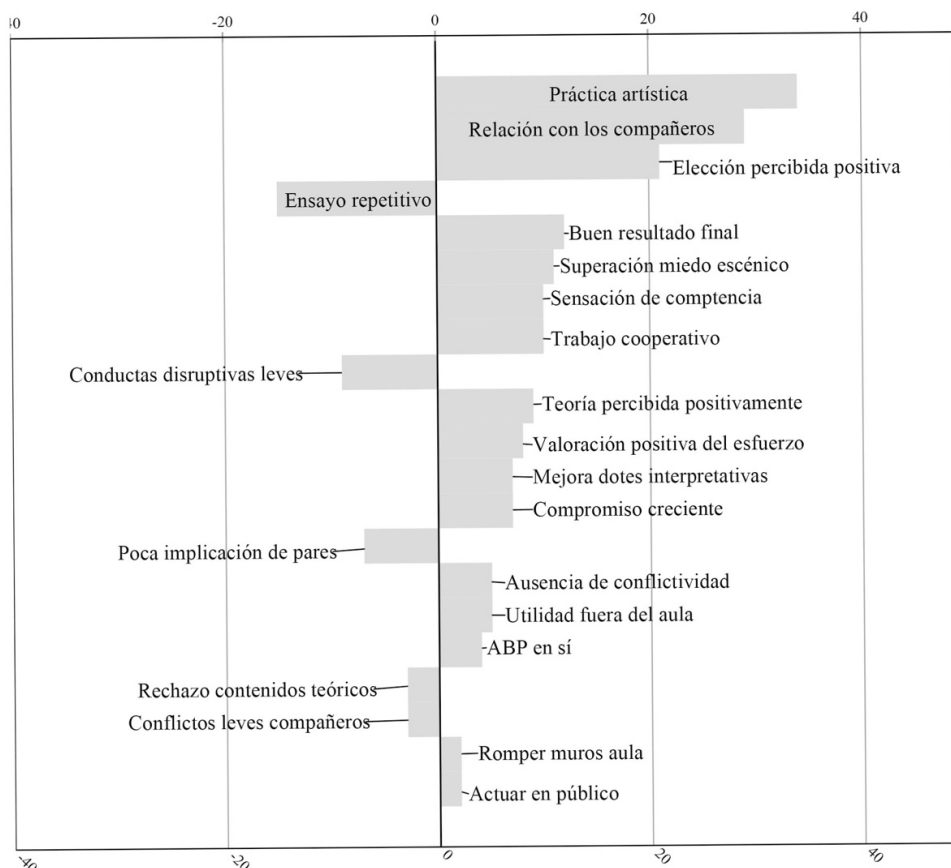 -40 -20 0 20 40
Práctica artística
Relación con los compañeros
Elección percibida positiva
Ensayo repetitivo
Buen resultado final
Superación miedo escénico
Sensación de comptencia
Trabajo cooperativo
Conductas disruptivas leves
Teoría percibida positivamente
Valoración positiva del esfuerzo
Mejora dotes interpretativas
Compromiso creciente
Poca implicación de pares
Ausencia de conflictividad
Utilidad fuera del aula
ABP en sí
Rechazo contenidos teóricos
Conflictos leves compañeros
Romper muros aula
Actuar en público
-40 -20 0 20 40